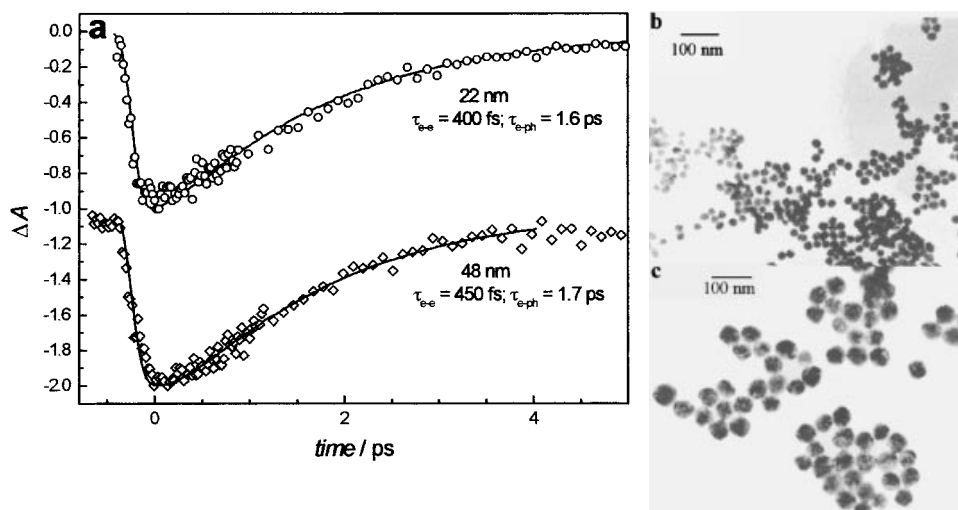 a
0.0
-0.2
-0.4
-0.6
-0.8
-1.0
-1.2
-1.4
-1.6
-1.8
-2.0
ΔA
22 nm
τe-e = 400 fs; τe-ph = 1.6 ps
48 nm
τe-e = 450 fs; τe-ph = 1.7 ps
0 2 4
time / ps
b
100 nm
c
100 nm